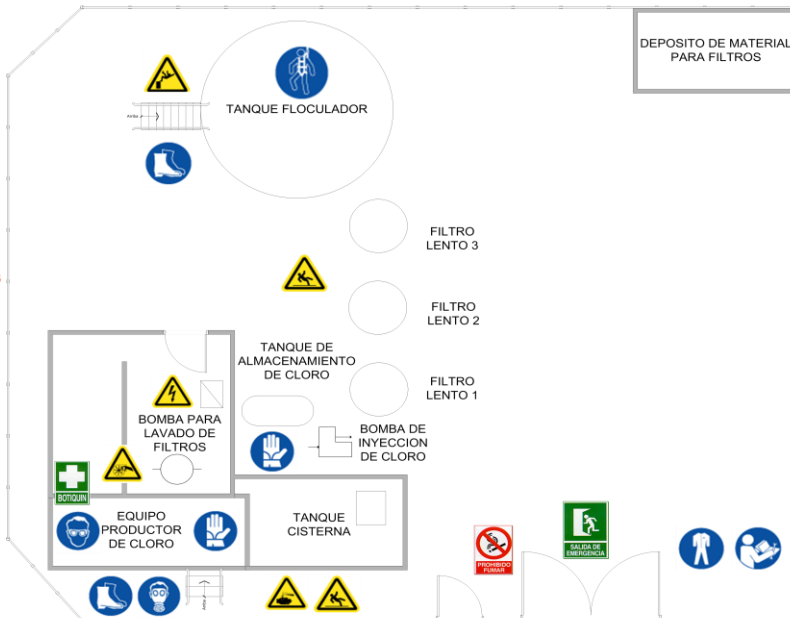 DEPOSITO DE MATERIAL
PARA FILTROS
TANQUE FLOCULADOR
Arriba
FILTRO
LENTO 3
FILTRO
LENTO 2
TANQUE DE
ALMACENAMIENTO
DE CLORO
FILTRO
LENTO 1
BOMBA PARA
LAVADO DE
FILTROS
BOMBA DE
INYECCION
DE CLORO
BOTIQUIN
EQUIPO
PRODUCTOR
DE CLORO
TANQUE
CISTERNA
PROHIBIDO
FUMAR
SALIDA DE
EMERGENCIA
Arriba